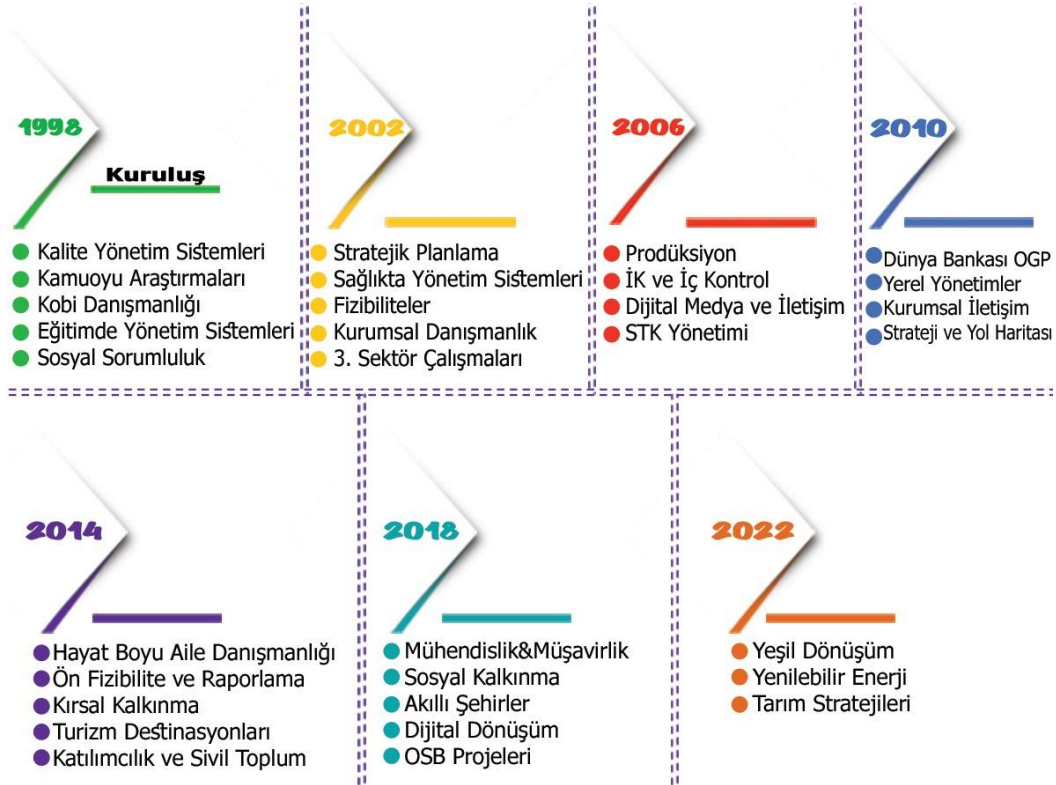 1998
Kuruluş
Kalite Yönetim Sistemleri
Kamuoyu Araştırmaları
Kobi Danışmanlığı
Eğitimde Yönetim Sistemleri
Sosyal Sorumluluk
2002
Stratejik Planlama
Sağlıkta Yönetim Sistemleri
Fizibiliteler
Kurumsal Danışmanlık
3. Sektör Çalışmaları
2006
Prodüksiyon
İK ve İç Kontrol
Dijital Medya ve İletişim
STK Yönetimi
2010
Dünya Bankası OGP
Yerel Yönetimler
Kurumsal İletişim
Strateji ve Yol Haritası
2014
Hayat Boyu Aile Danışmanlığı
Ön Fizibilite ve Raporlama
Kırsal Kalkınma
Turizm Destinasyonları
Katılımcılık ve Sivil Toplum
2018
Mühendislik&Müşavirlik
Sosyal Kalkınma
Akıllı Şehirler
Dijital Dönüşüm
OSB Projeleri
2022
Yeşil Dönüşüm
Yenilebilir Enerji
Tarım Stratejileri